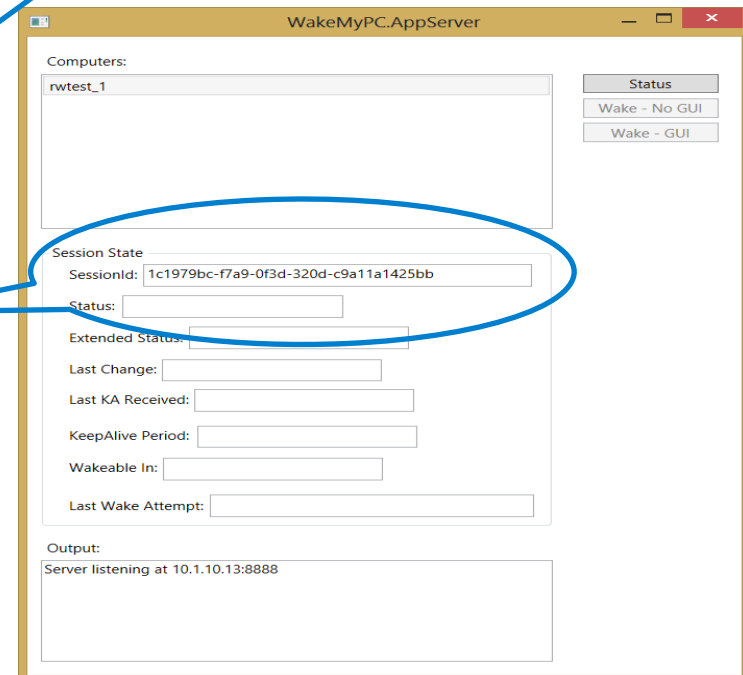 WakeMyPC.AppServer
Computers:
rwtest_1
Status
Wake - No GUI
Wake - GUI
Session State
SessionId: 1c1979bc-f7a9-0f3d-320d-c9a11a1425bb
Status:
Extended Status:
Last Change:
Last KA Received:
KeepAlive Period:
Wakeable In:
Last Wake Attempt:
Output:
Server listening at 10.1.10.13:8888